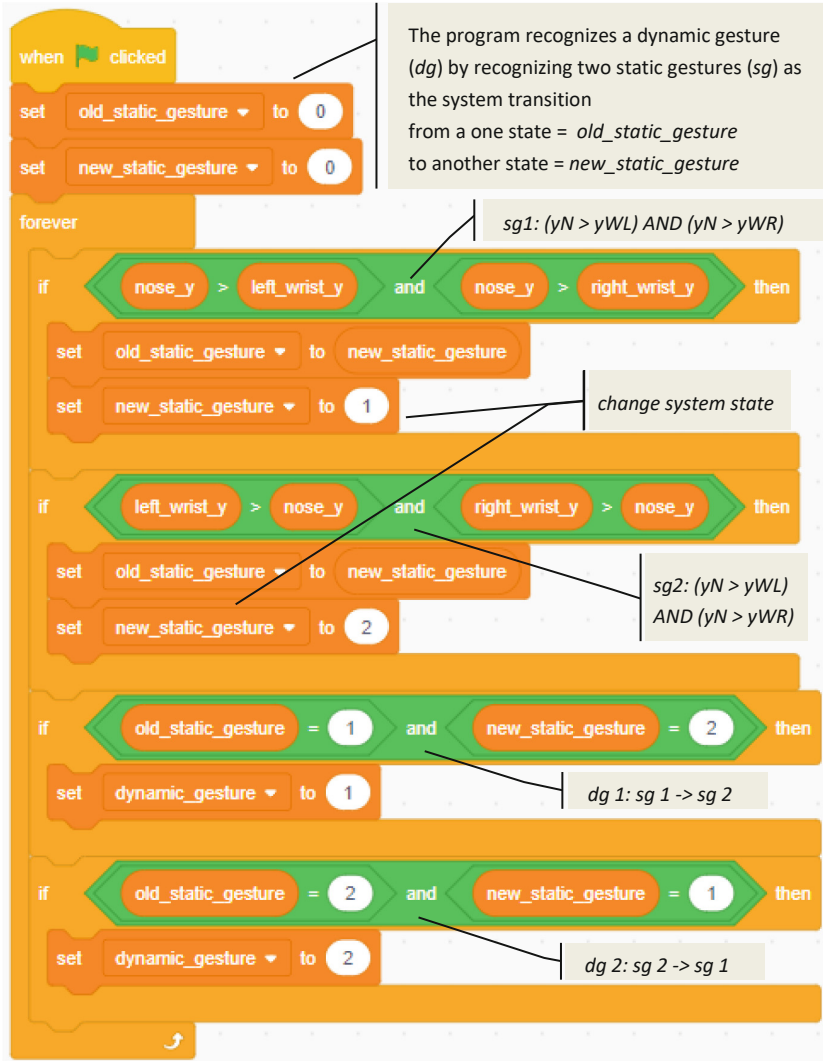 when clicked
The program recognizes a dynamic gesture
(dg) by recognizing two static gestures (sg) as
the system transition
from a one state = old_static_gesture
to another state = new_static_gesture
set old_static_gesture to 0
set new_static_gesture to 0
forever
sg1: (yN > yWL) AND (yN > yWR)
if nose_y > left_wrist_y and nose_y > right_wrist_y then
set old_static_gesture to new_static_gesture
set new_static_gesture to 1
change system state
if left_wrist_y > nose_y and right_wrist_y > nose_y then
set old_static_gesture to new_static_gesture
set new_static_gesture to 2
sg2: (yN > yWL)
AND (yN > yWR)
if old_static_gesture = 1 and new_static_gesture = 2 then
set dynamic_gesture to 1
dg 1: sg 1 -> sg 2
if old_static_gesture = 2 and new_static_gesture = 1 then
set dynamic_gesture to 2
dg 2: sg 2 -> sg 1